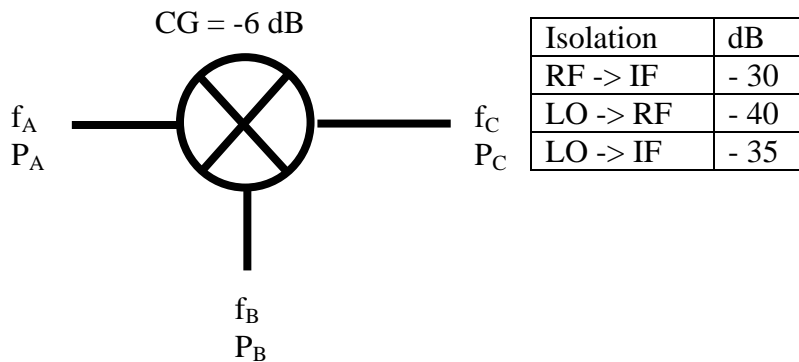 CG = -6 dB
f_A
P_A
f_C
P_C
f_B
P_B
Isolation dB
RF -> IF - 30
LO -> RF - 40
LO -> IF - 35